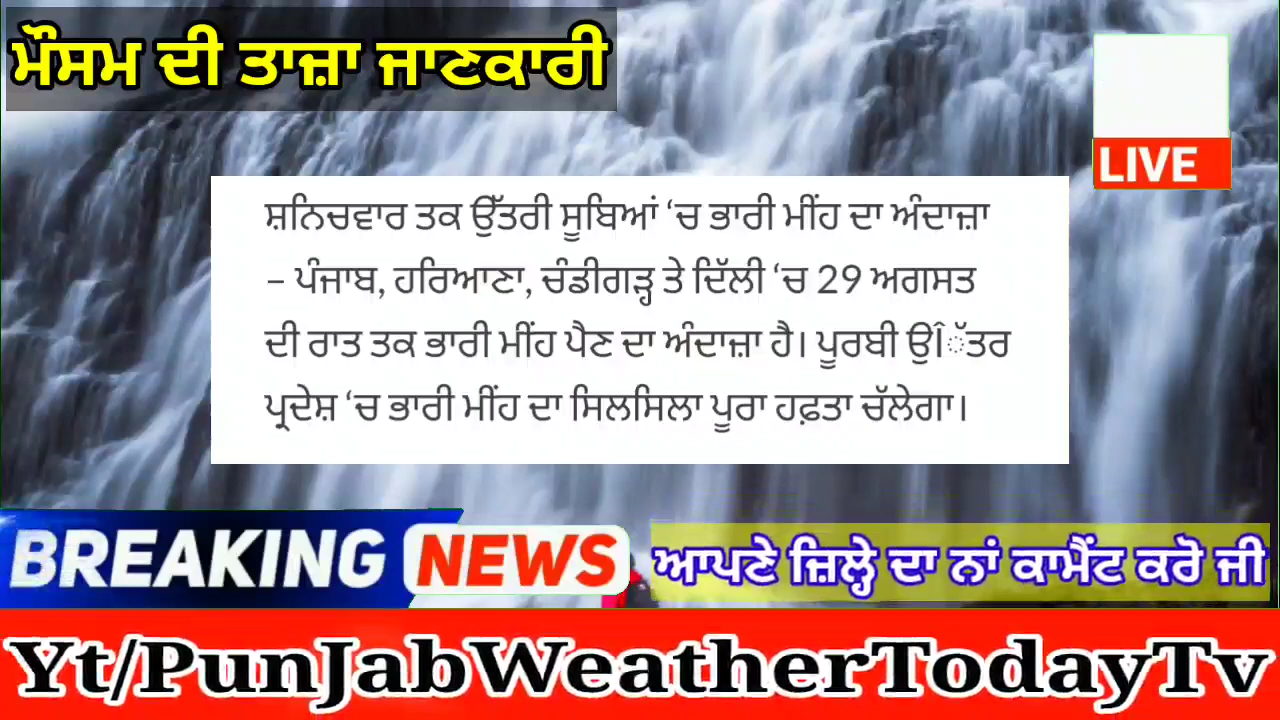 ਮੌਸਮ ਦੀ ਤਾਜ਼ਾ ਜਾਣਕਾਰੀ
LIVE
ਸ਼ਨਿਚਵਾਰ ਤਕ ਉੱਤਰੀ ਸੂਬਿਆਂ ‘ਚ ਭਾਰੀ ਮੀਂਹ ਦਾ ਅੰਦਾਜ਼ਾ
– ਪੰਜਾਬ, ਹਰਿਆਣਾ, ਚੰਡੀਗੜ੍ਹ ਤੇ ਦਿੱਲੀ ‘ਚ 29 ਅਗਸਤ
ਦੀ ਰਾਤ ਤਕ ਭਾਰੀ ਮੀਂਹ ਪੈਣ ਦਾ ਅੰਦਾਜ਼ਾ ਹੈ। ਪੂਰਬੀ ਉÎੱਤਰ
ਪ੍ਰਦੇਸ਼ ‘ਚ ਭਾਰੀ ਮੀਂਹ ਦਾ ਸਿਲਸਿਲਾ ਪੂਰਾ ਹਫ਼ਤਾ ਚੱਲੇਗਾ।
BREAKING NEWS
ਆਪਣੇ ਜ਼ਿਲ੍ਹੇ ਦਾ ਨਾਂ ਕਾਮੈਂਟ ਕਰੋ ਜੀ
Yt/PunJabWeatherTodayTv